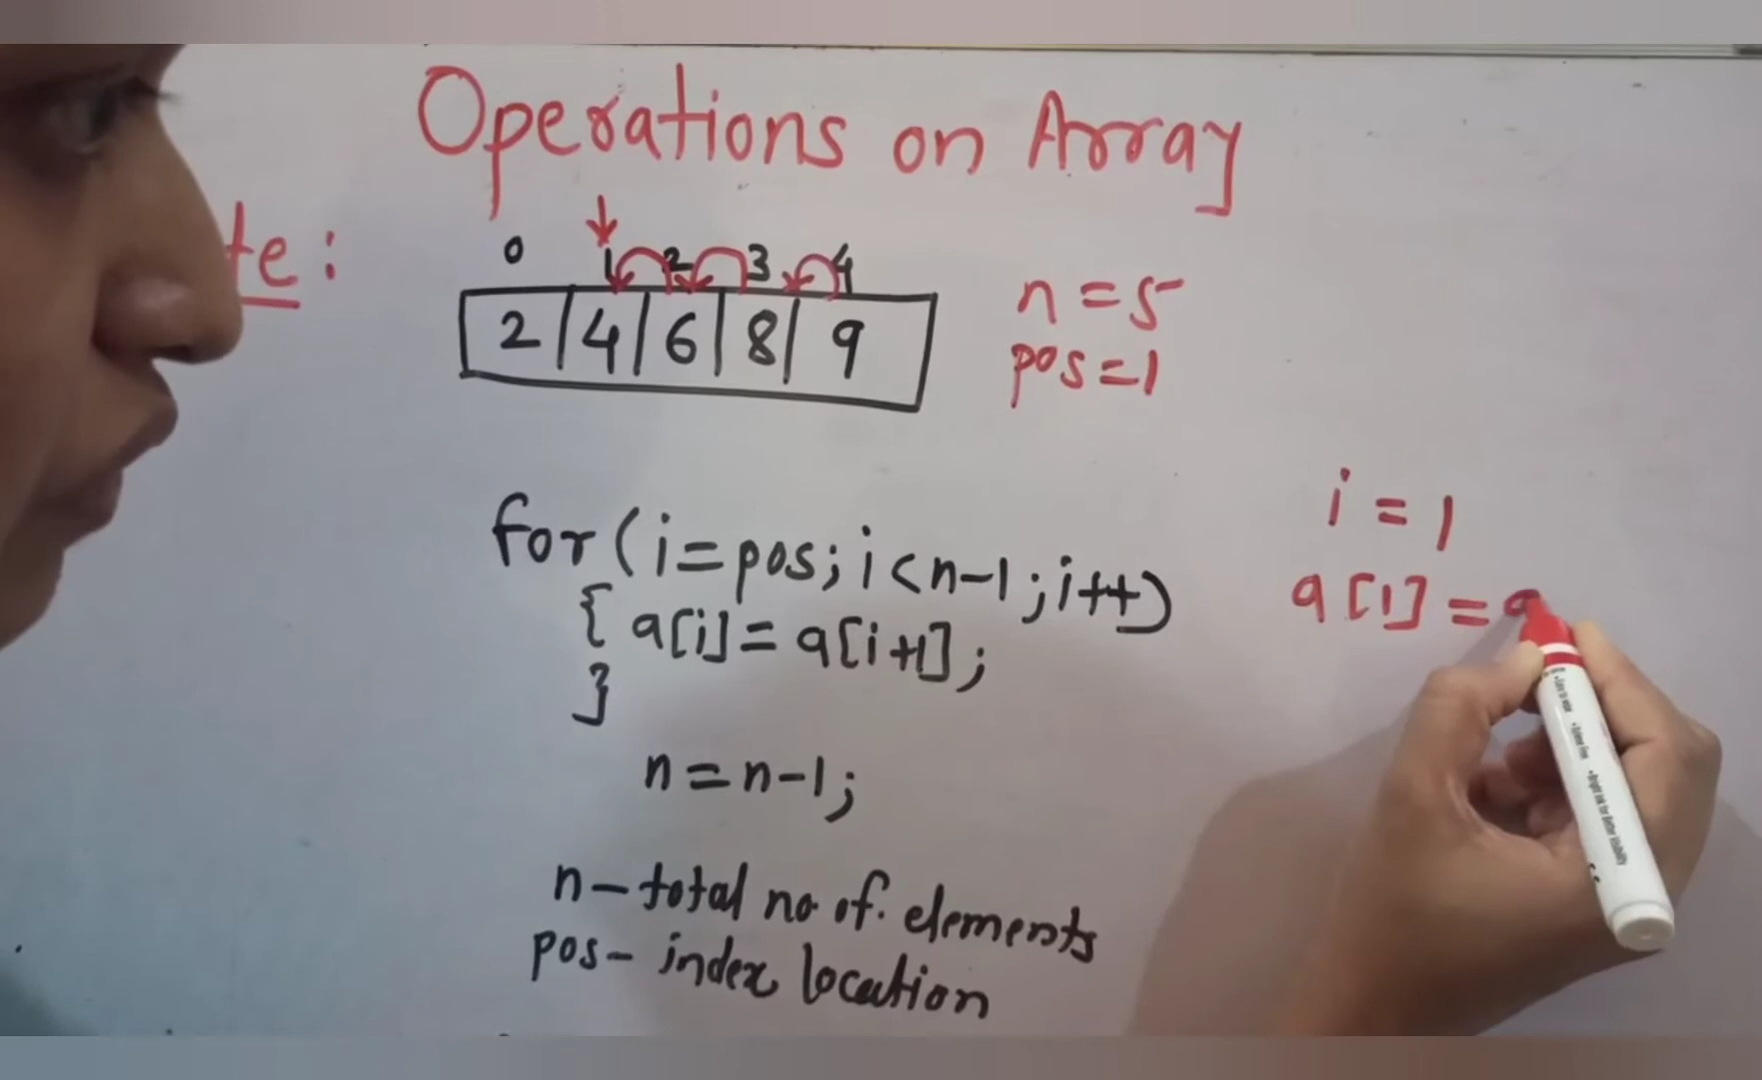 Operations on Array
te:
0 1 2 3 4
2 4 6 8 9
n=5
pos=1
for(i=pos;i<n-1;i++)
{ a[i]=a[i+1];
}
n=n-1;
n-total no of. elements
pos- index location
i = 1
a[1]=a